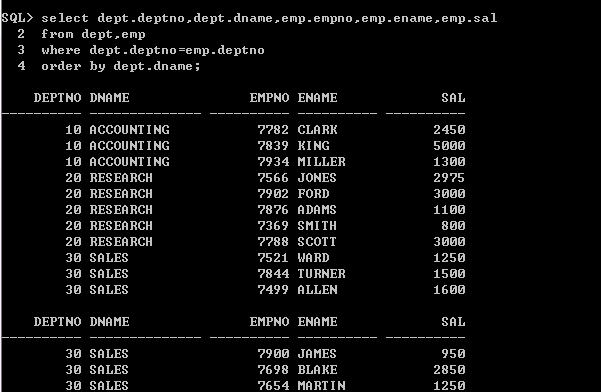 SQL> select dept.deptno,dept.dname,emp.empno,emp.ename,emp.sal
  2  from dept,emp
  3  where dept.deptno=emp.deptno
  4  order by dept.dname;

    DEPTNO DNAME               EMPNO ENAME             SAL
---------- -------------- ---------- ---------- ----------
        10 ACCOUNTING           7782 CLARK            2450
        10 ACCOUNTING           7839 KING             5000
        10 ACCOUNTING           7934 MILLER           1300
        20 RESEARCH             7566 JONES            2975
        20 RESEARCH             7902 FORD             3000
        20 RESEARCH             7876 ADAMS            1100
        20 RESEARCH             7369 SMITH             800
        20 RESEARCH             7788 SCOTT            3000
        30 SALES                7521 WARD             1250
        30 SALES                7844 TURNER           1500
        30 SALES                7499 ALLEN            1600

    DEPTNO DNAME               EMPNO ENAME             SAL
---------- -------------- ---------- ---------- ----------
        30 SALES                7900 JAMES             950
        30 SALES                7698 BLAKE            2850
        30 SALES                7654 MARTIN           1250